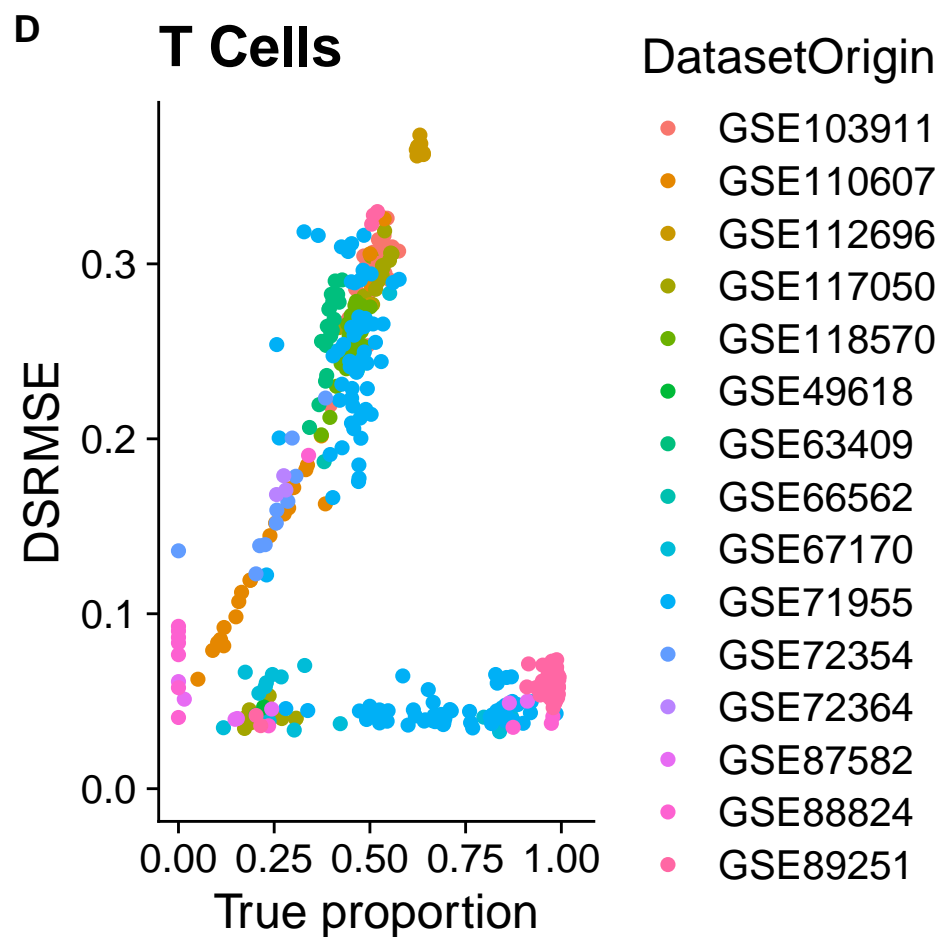 D
T Cells
DatasetOrigin
GSE103911
GSE110607
GSE112696
GSE117050
GSE118570
GSE49618
GSE63409
GSE66562
GSE67170
GSE71955
GSE72354
GSE72364
GSE87582
GSE88824
GSE89251
DSRMSE
0.3
0.2
0.1
0.0
0.00 0.25 0.50 0.75 1.00
True proportion